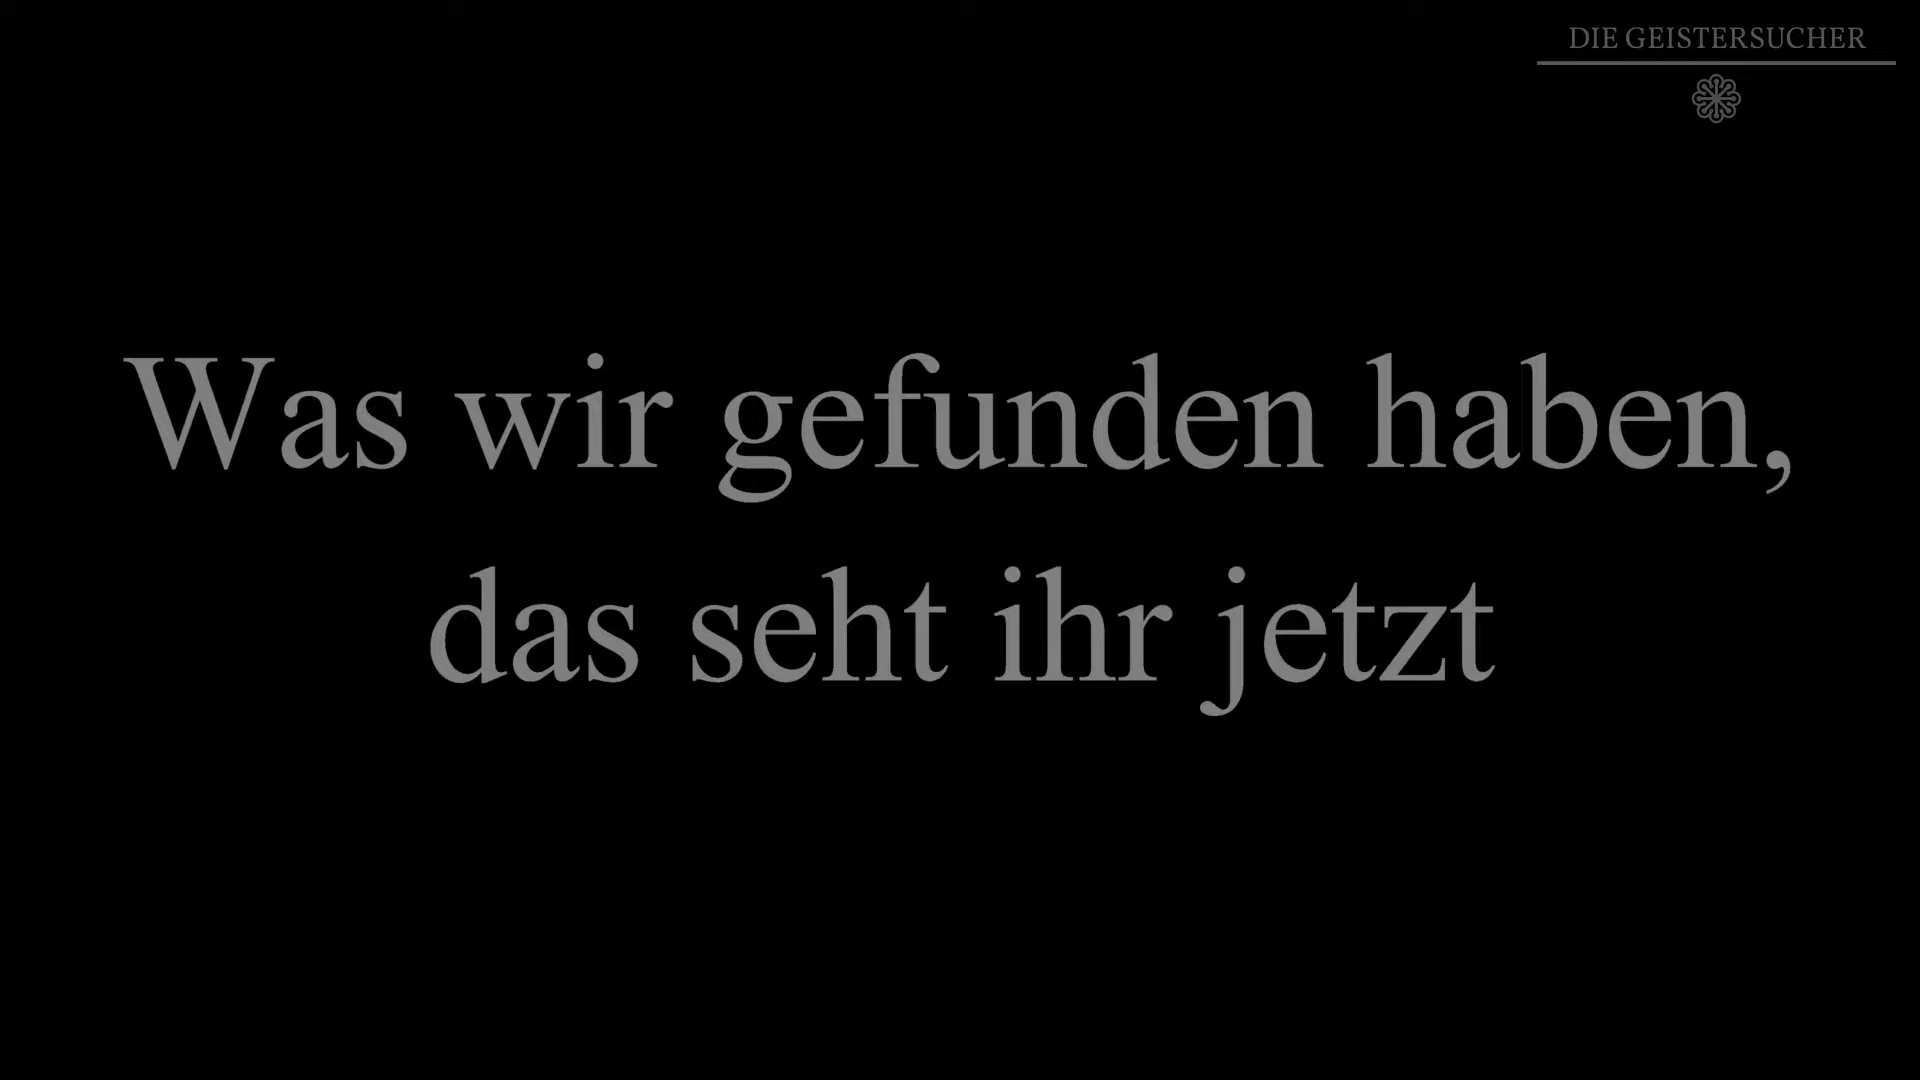 DIE GEISTERSUCHER
Was wir gefunden haben,
das seht ihr jetzt